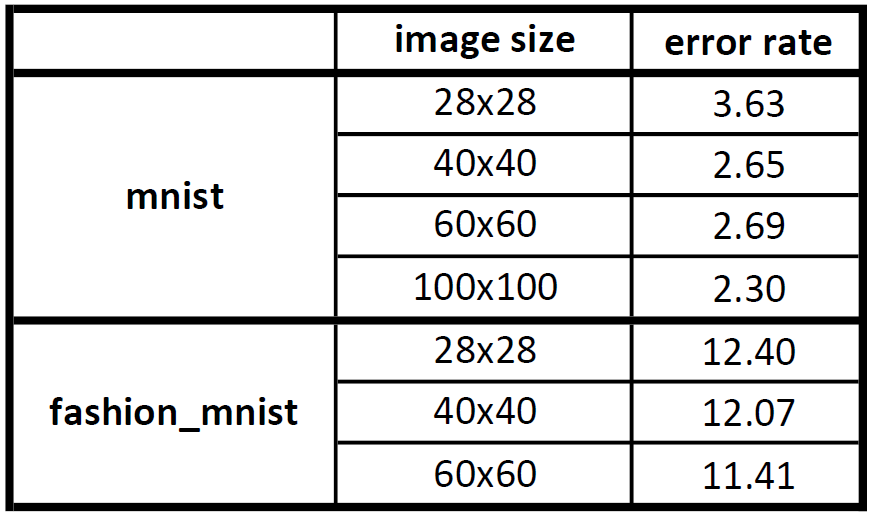 image size error rate
mnist 28x28 3.63
40x40 2.65
60x60 2.69
100x100 2.30
fashion_mnist 28x28 12.40
40x40 12.07
60x60 11.41